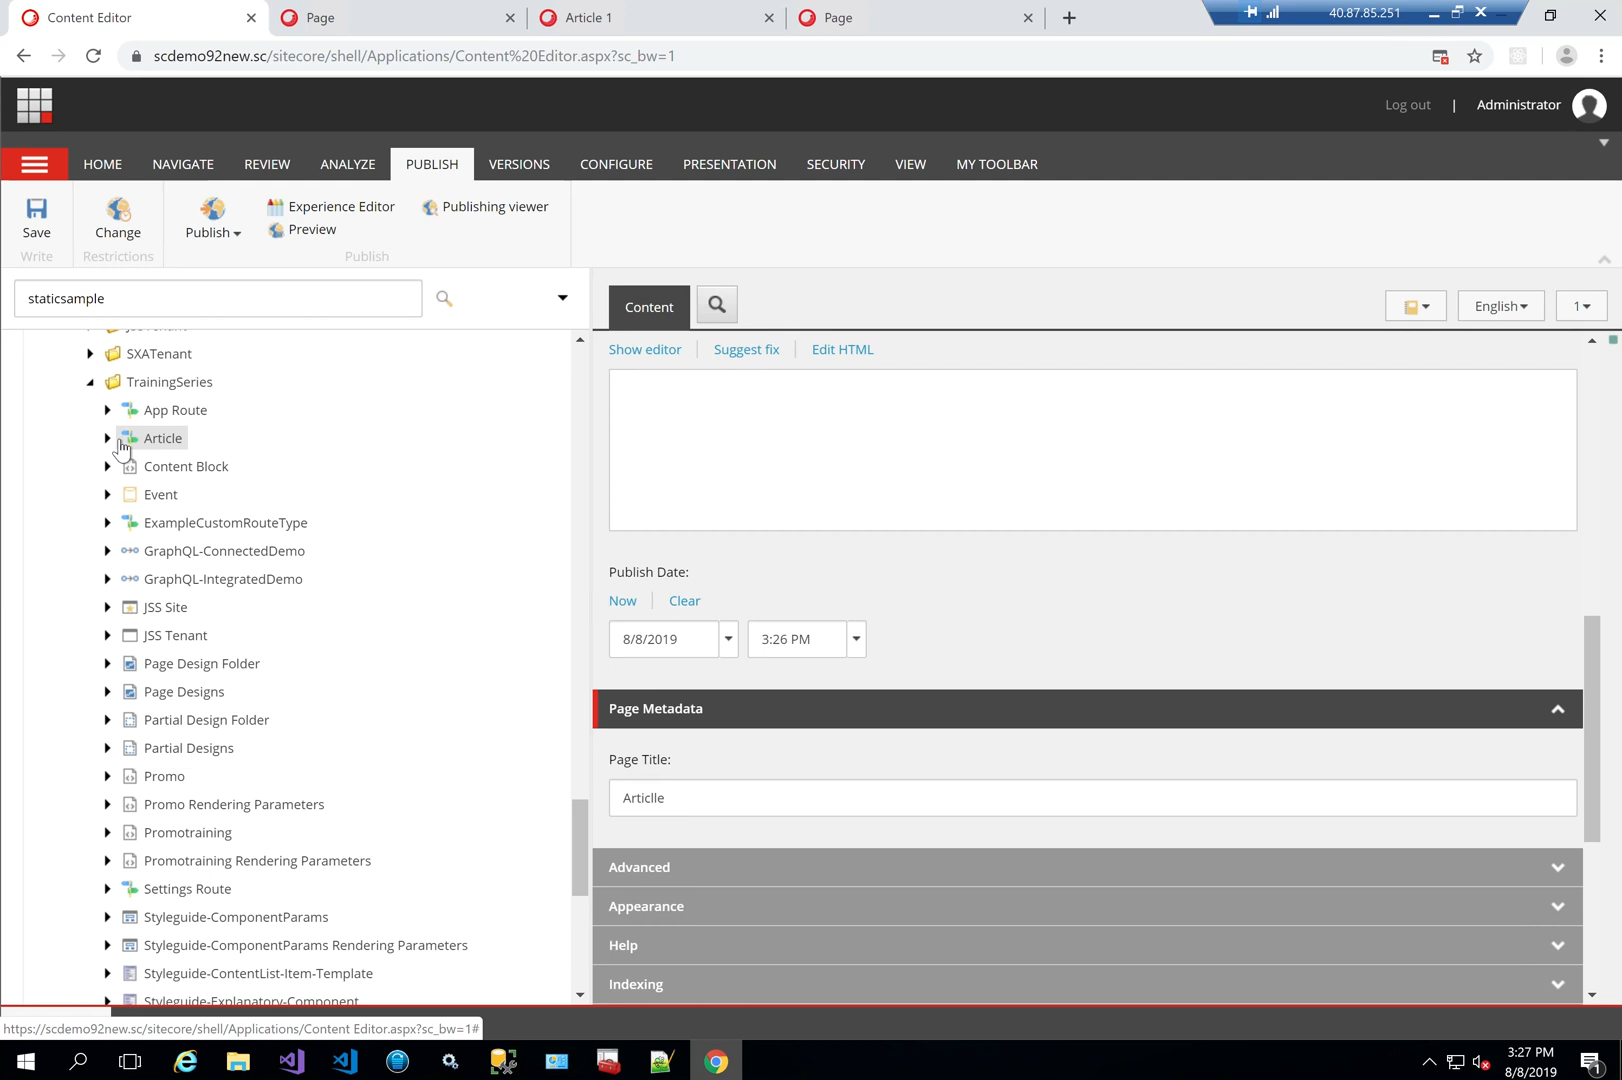 Content Editor
Page
Article 1
Page
40.87.85.251
scdemo92new.sc/sitecore/shell/Applications/Content%20Editor.aspx?sc_bw=1
Log out | Administrator
HOME NAVIGATE REVIEW ANALYZE PUBLISH VERSIONS CONFIGURE PRESENTATION SECURITY VIEW MY TOOLBAR
Save
Write
Change
Restrictions
Publish
Experience Editor
Preview
Publishing viewer
Publish
staticsample
Content
English
1
SXATenant
TrainingSeries
App Route
Article
Content Block
Event
ExampleCustomRouteType
GraphQL-ConnectedDemo
GraphQL-IntegratedDemo
JSS Site
JSS Tenant
Page Design Folder
Page Designs
Partial Design Folder
Partial Designs
Promo
Promo Rendering Parameters
Promotraining
Promotraining Rendering Parameters
Settings Route
Styleguide-ComponentParams
Styleguide-ComponentParams Rendering Parameters
Styleguide-ContentList-Item-Template
Styleguide-Explanatory-Component
Show editor Suggest fix Edit HTML
Publish Date:
Now Clear
8/8/2019 3:26 PM
Page Metadata
Page Title:
Articlle
Advanced
Appearance
Help
Indexing
https://scdemo92new.sc/sitecore/shell/Applications/Content Editor.aspx?sc_bw=1#
3:27 PM
8/8/2019
1